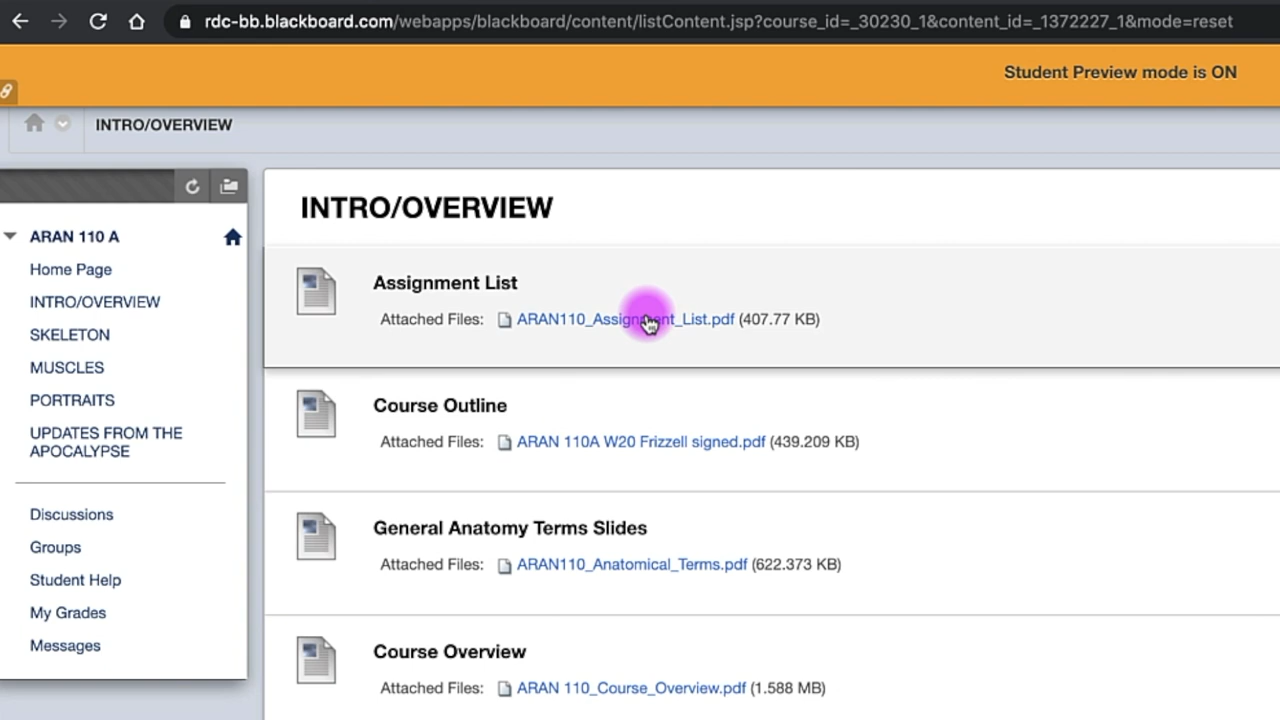 rdc-bb.blackboard.com/webapps/blackboard/content/listContent.jsp?course_id=_30230_1&content_id=_1372227_1&mode=reset
Student Preview mode is ON
INTRO/OVERVIEW
ARAN 110 A
Home Page
INTRO/OVERVIEW
SKELETON
MUSCLES
PORTRAITS
UPDATES FROM THE
APOCALYPSE
Discussions
Groups
Student Help
My Grades
Messages
INTRO/OVERVIEW
Assignment List
Attached Files: ARAN110_Assignment_List.pdf (407.77 KB)
Course Outline
Attached Files: ARAN 110A W20 Frizzell signed.pdf (439.209 KB)
General Anatomy Terms Slides
Attached Files: ARAN110_Anatomical_Terms.pdf (622.373 KB)
Course Overview
Attached Files: ARAN 110_Course_Overview.pdf (1.588 MB)